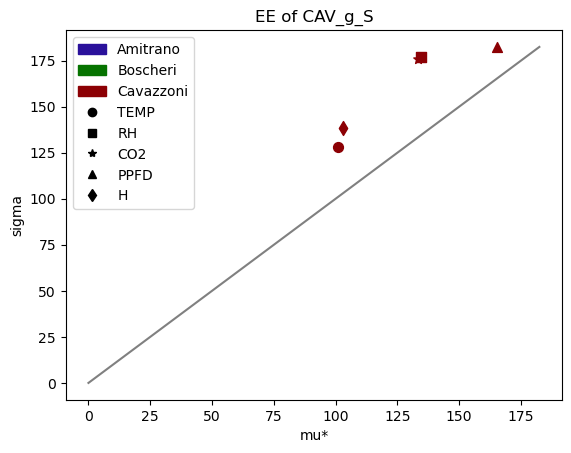 EE of CAV_g_S
Amitrano
Boscheri
Cavazzoni
TEMP
RH
CO2
PPFD
H
sigma
175
150
125
100
75
50
25
0
0
25
50
75
100
125
150
175
mu*